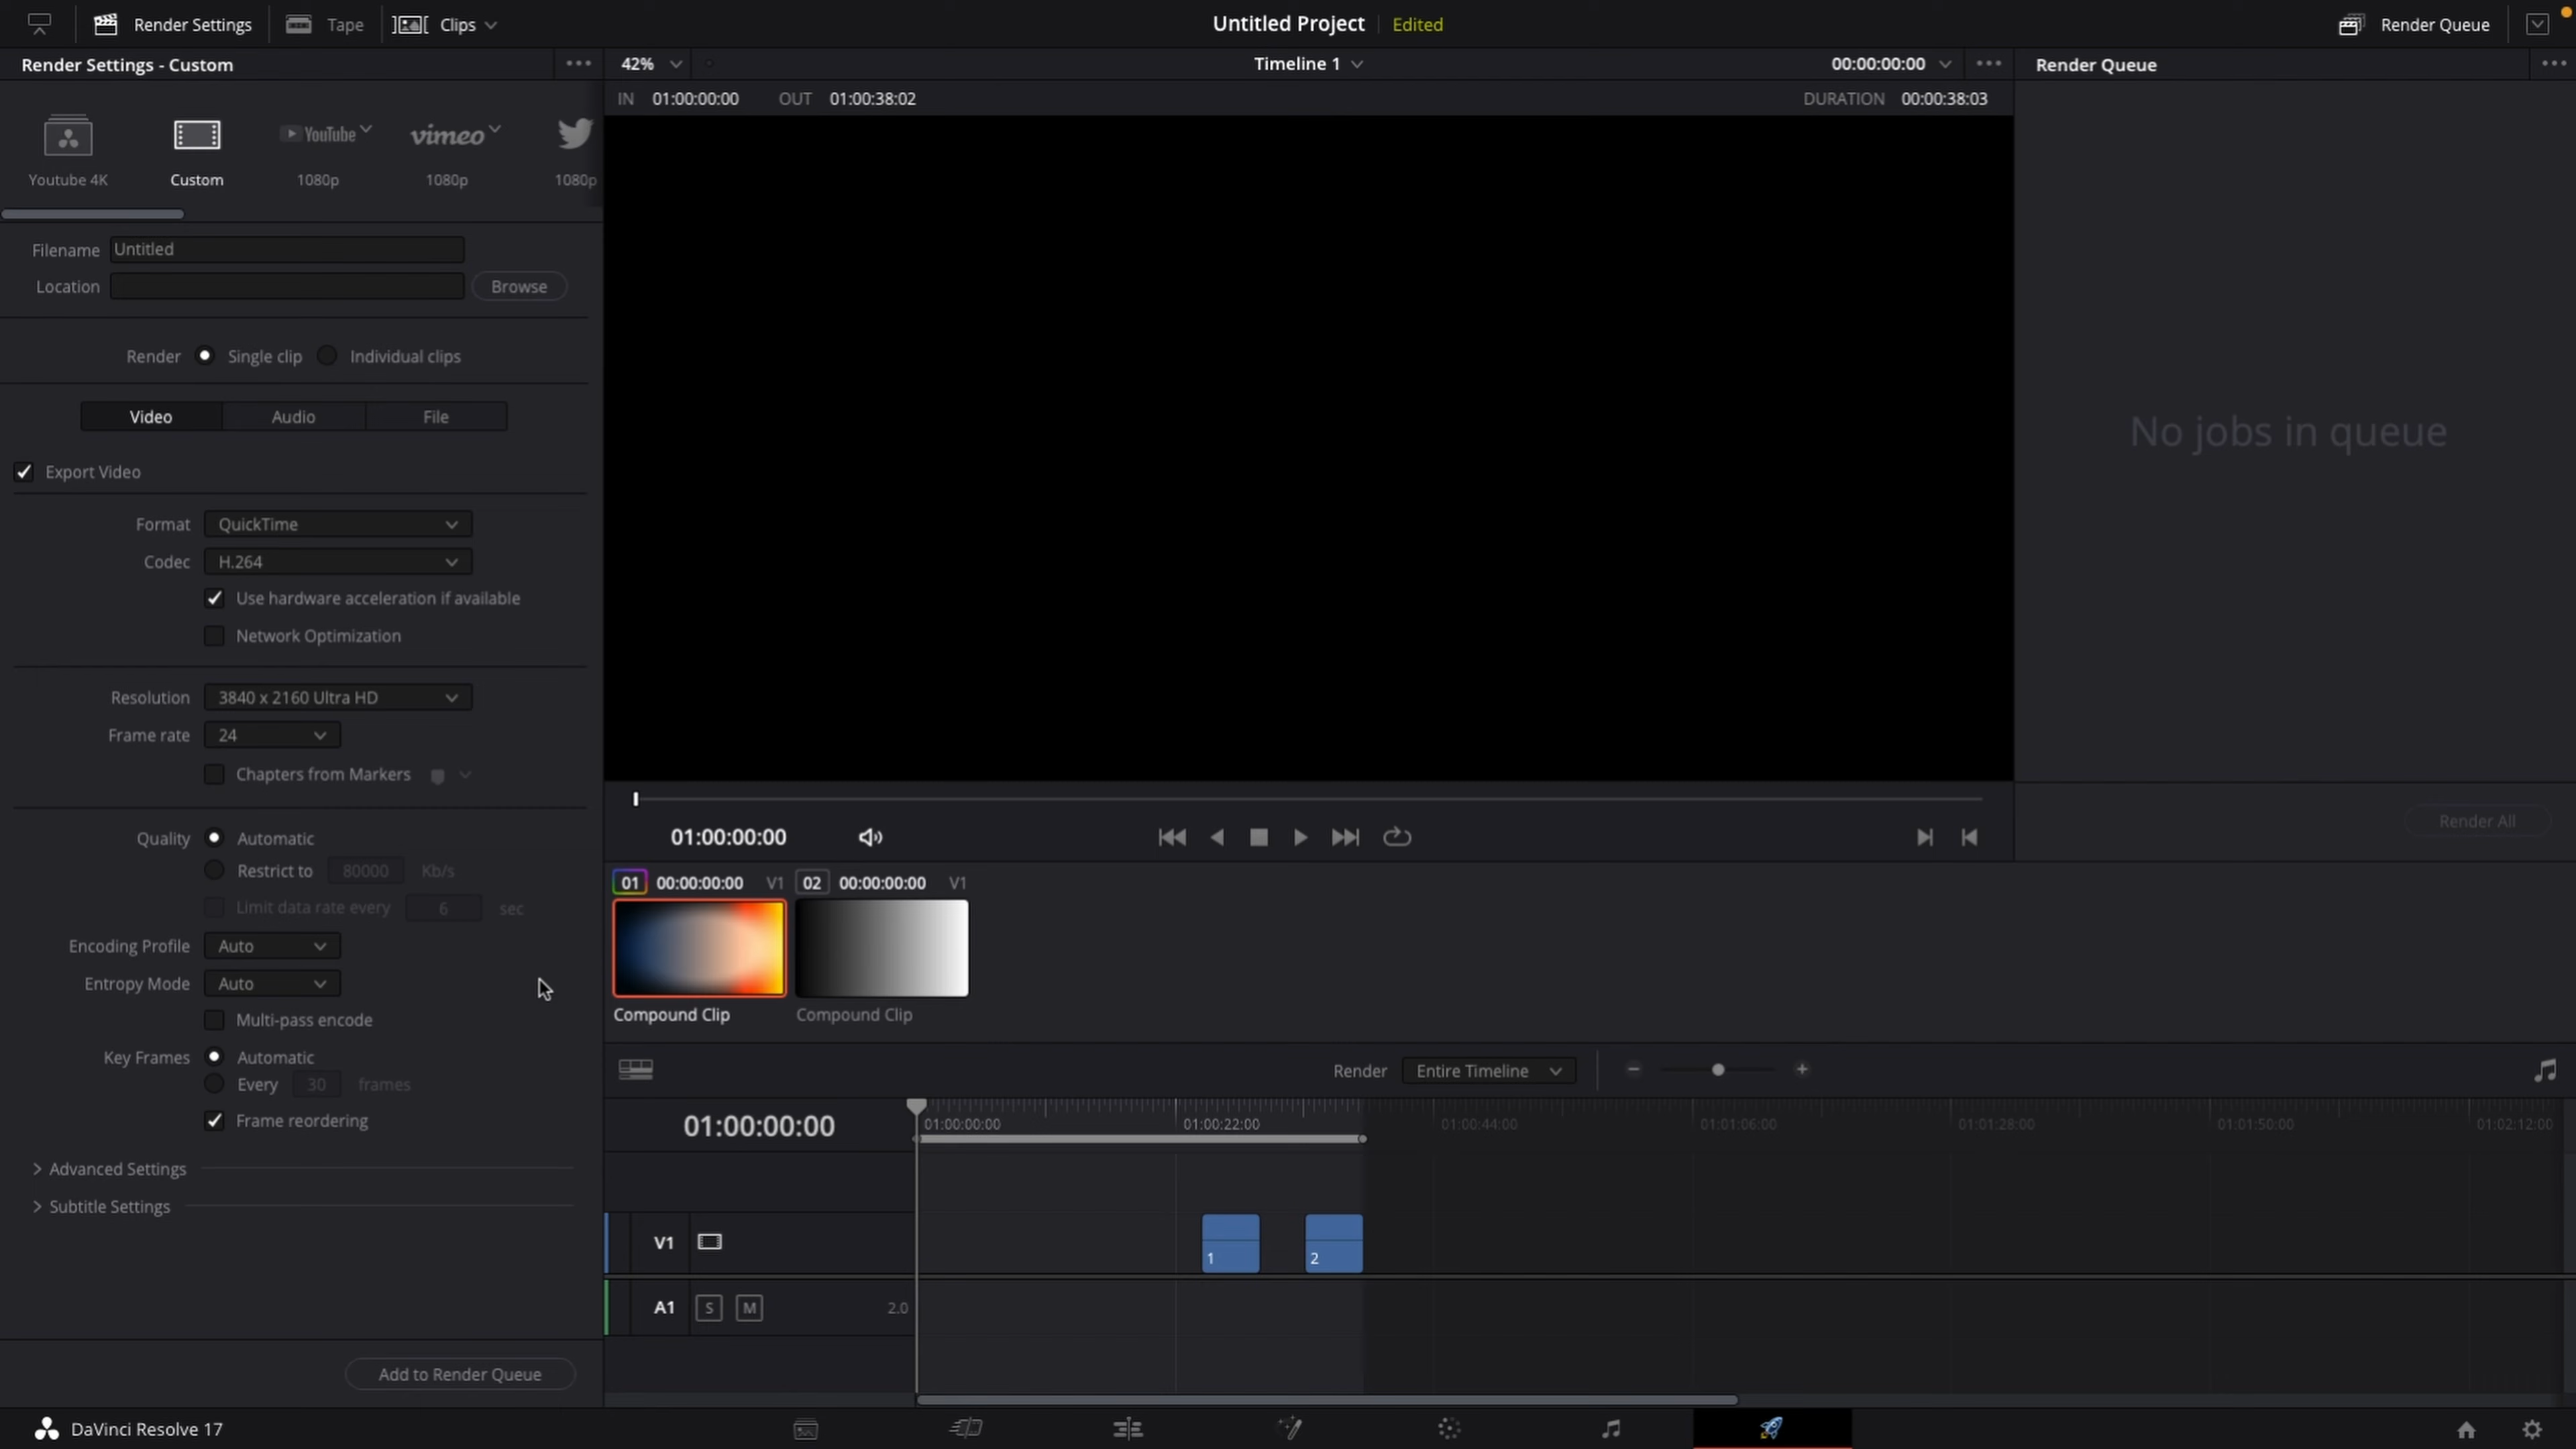 Render Settings
Tape
Clips
Untitled Project
Edited
Render Queue
Render Settings - Custom
42%
Timeline 1
00:00:00:00
Render Queue
IN 01:00:00:00 OUT 01:00:38:02
DURATION 00:00:38:03
YouTube
vimeo
Youtube 4K
Custom
1080p
1080p
1080p
Filename Untitled
Location
Browse
Render Single clip Individual clips
Video Audio File
No jobs in queue
Export Video
Format QuickTime
Codec H.264
Use hardware acceleration if available
Network Optimization
Resolution 3840 x 2160 Ultra HD
Frame rate 24
Chapters from Markers
Quality Automatic
Restrict to 80000 Kb/s
Limit data rate every 6 sec
Encoding Profile Auto
Entropy Mode Auto
Multi-pass encode
Key Frames Automatic
Every 30 frames
Frame reordering
Advanced Settings
Subtitle Settings
Add to Render Queue
01:00:00:00
Render All
01 00:00:00:00 V1 02 00:00:00:00 V1
Compound Clip Compound Clip
Render Entire Timeline
01:00:00:00
01:00:00:00 01:00:22:00 01:00:44:00 01:01:06:00 01:01:28:00 01:01:50:00 01:02:12:00
V1
1
2
A1 S M 2.0
DaVinci Resolve 17